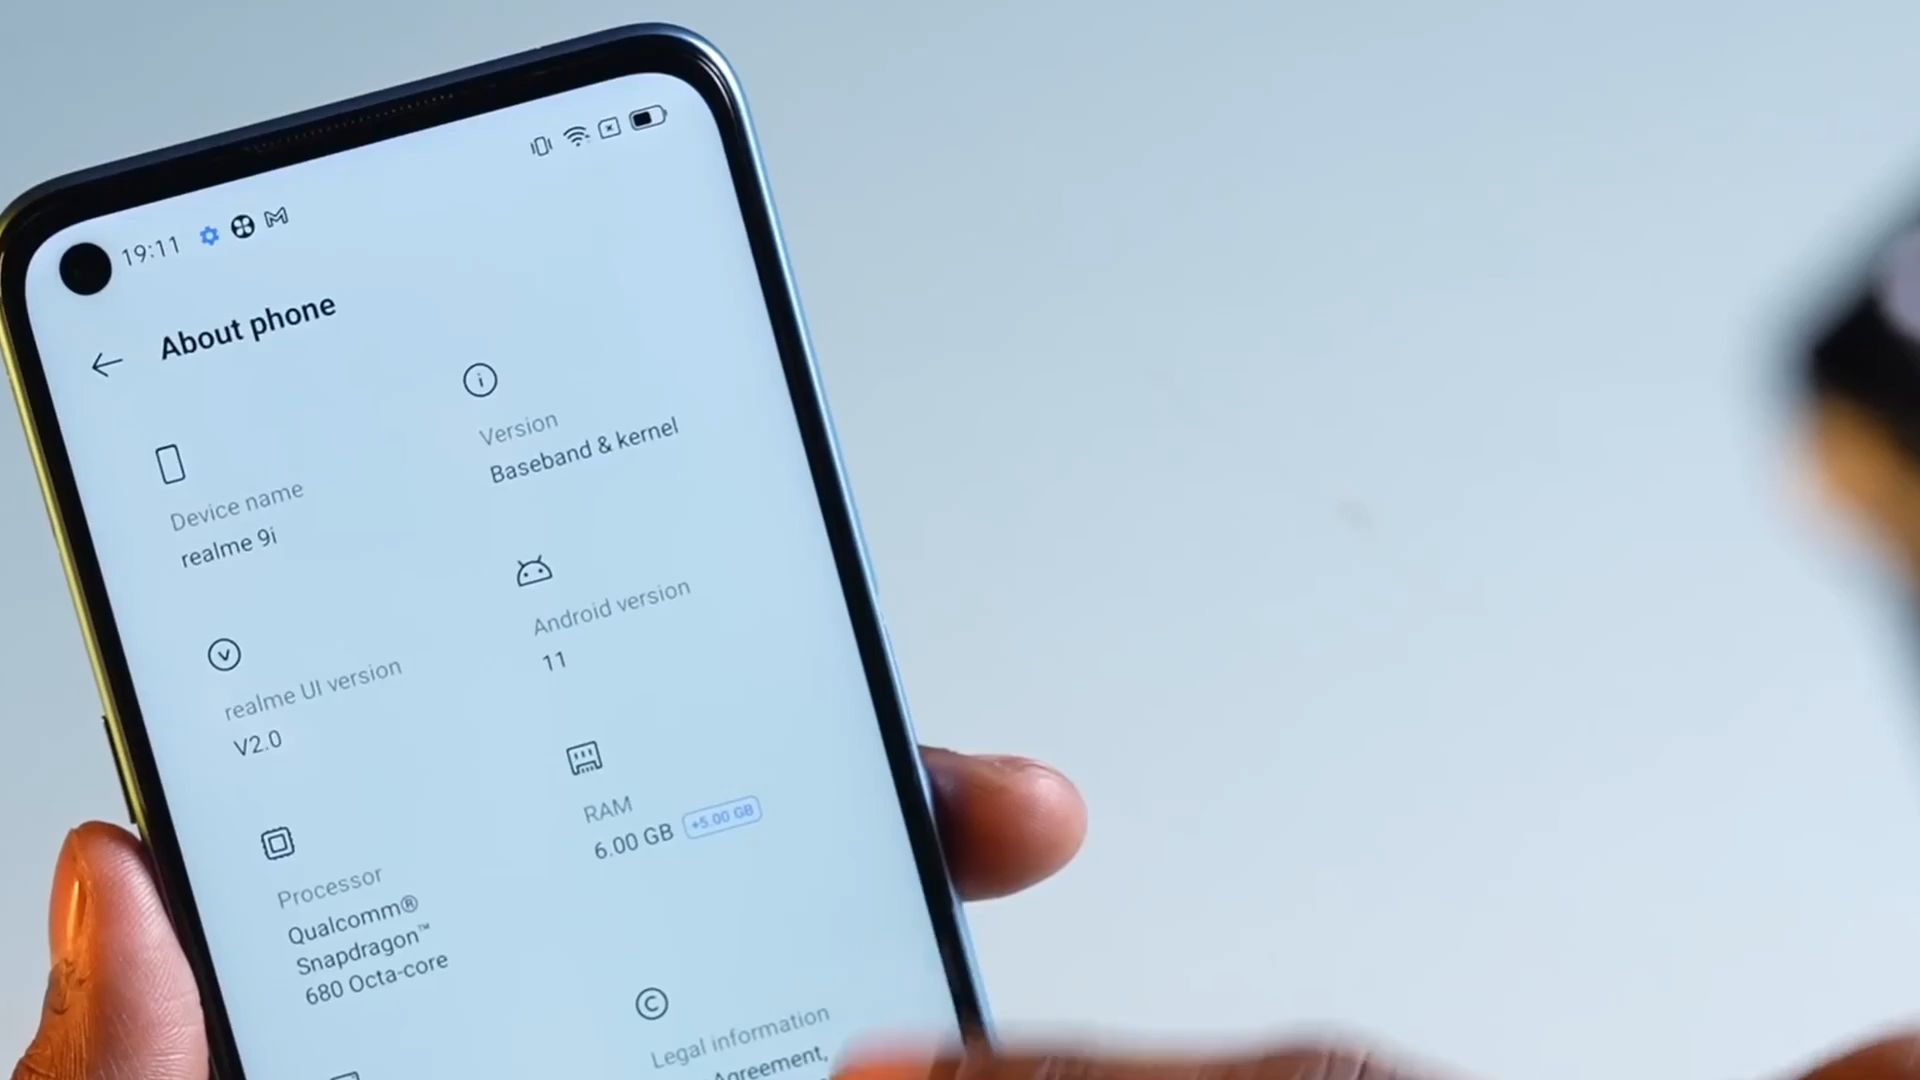 19:11
About phone
Device name
realme 9i
Version
Baseband & kernel
realme UI version
V2.0
Android version
11
Processor
Qualcomm®
Snapdragon™
680 Octa-core
RAM
6.00 GB +5.00 GB
Legal information
Agreement,